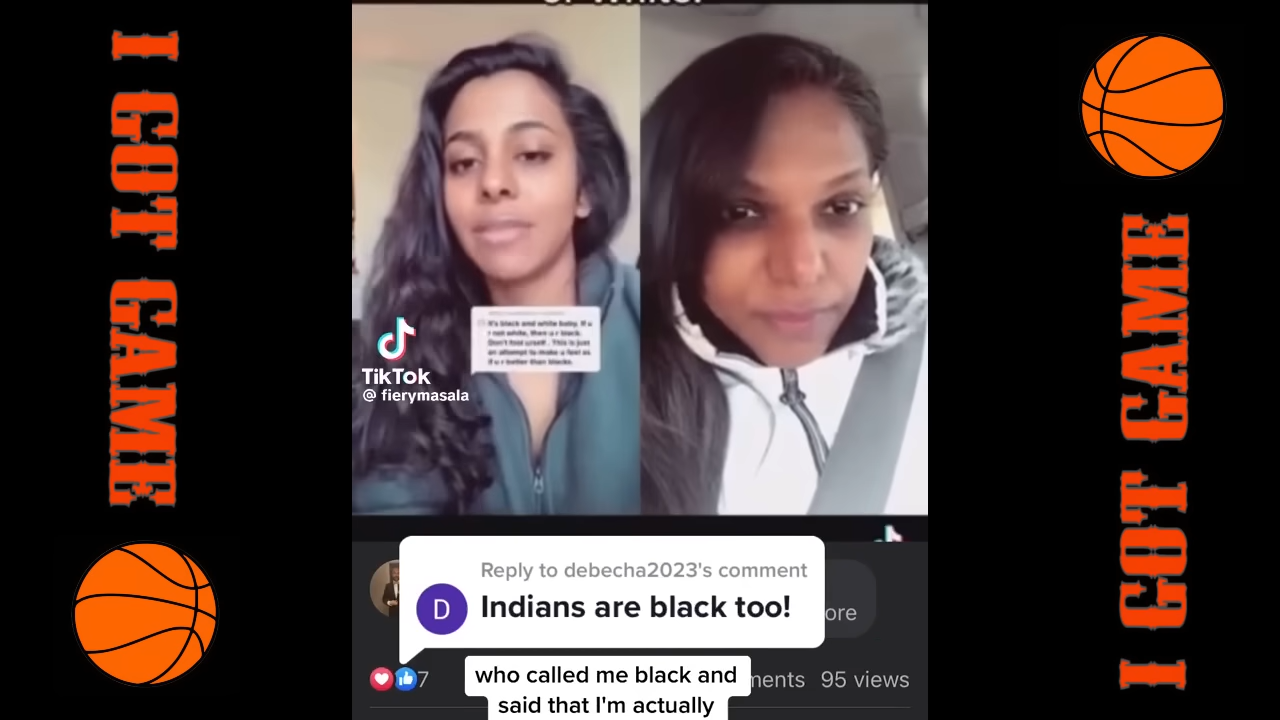 I GOT GAME
or White.
It's black and white baby. If u
r not white, then u r black.
Don't fool urself . This is just
an attempt to make u feel as
if u r better than blacks.
TikTok
@ fierymasala
Reply to debecha2023's comment
D
Indians are black too!
ore
7
ments
95 views
who called me black and
said that I'm actually
I GOT GAME